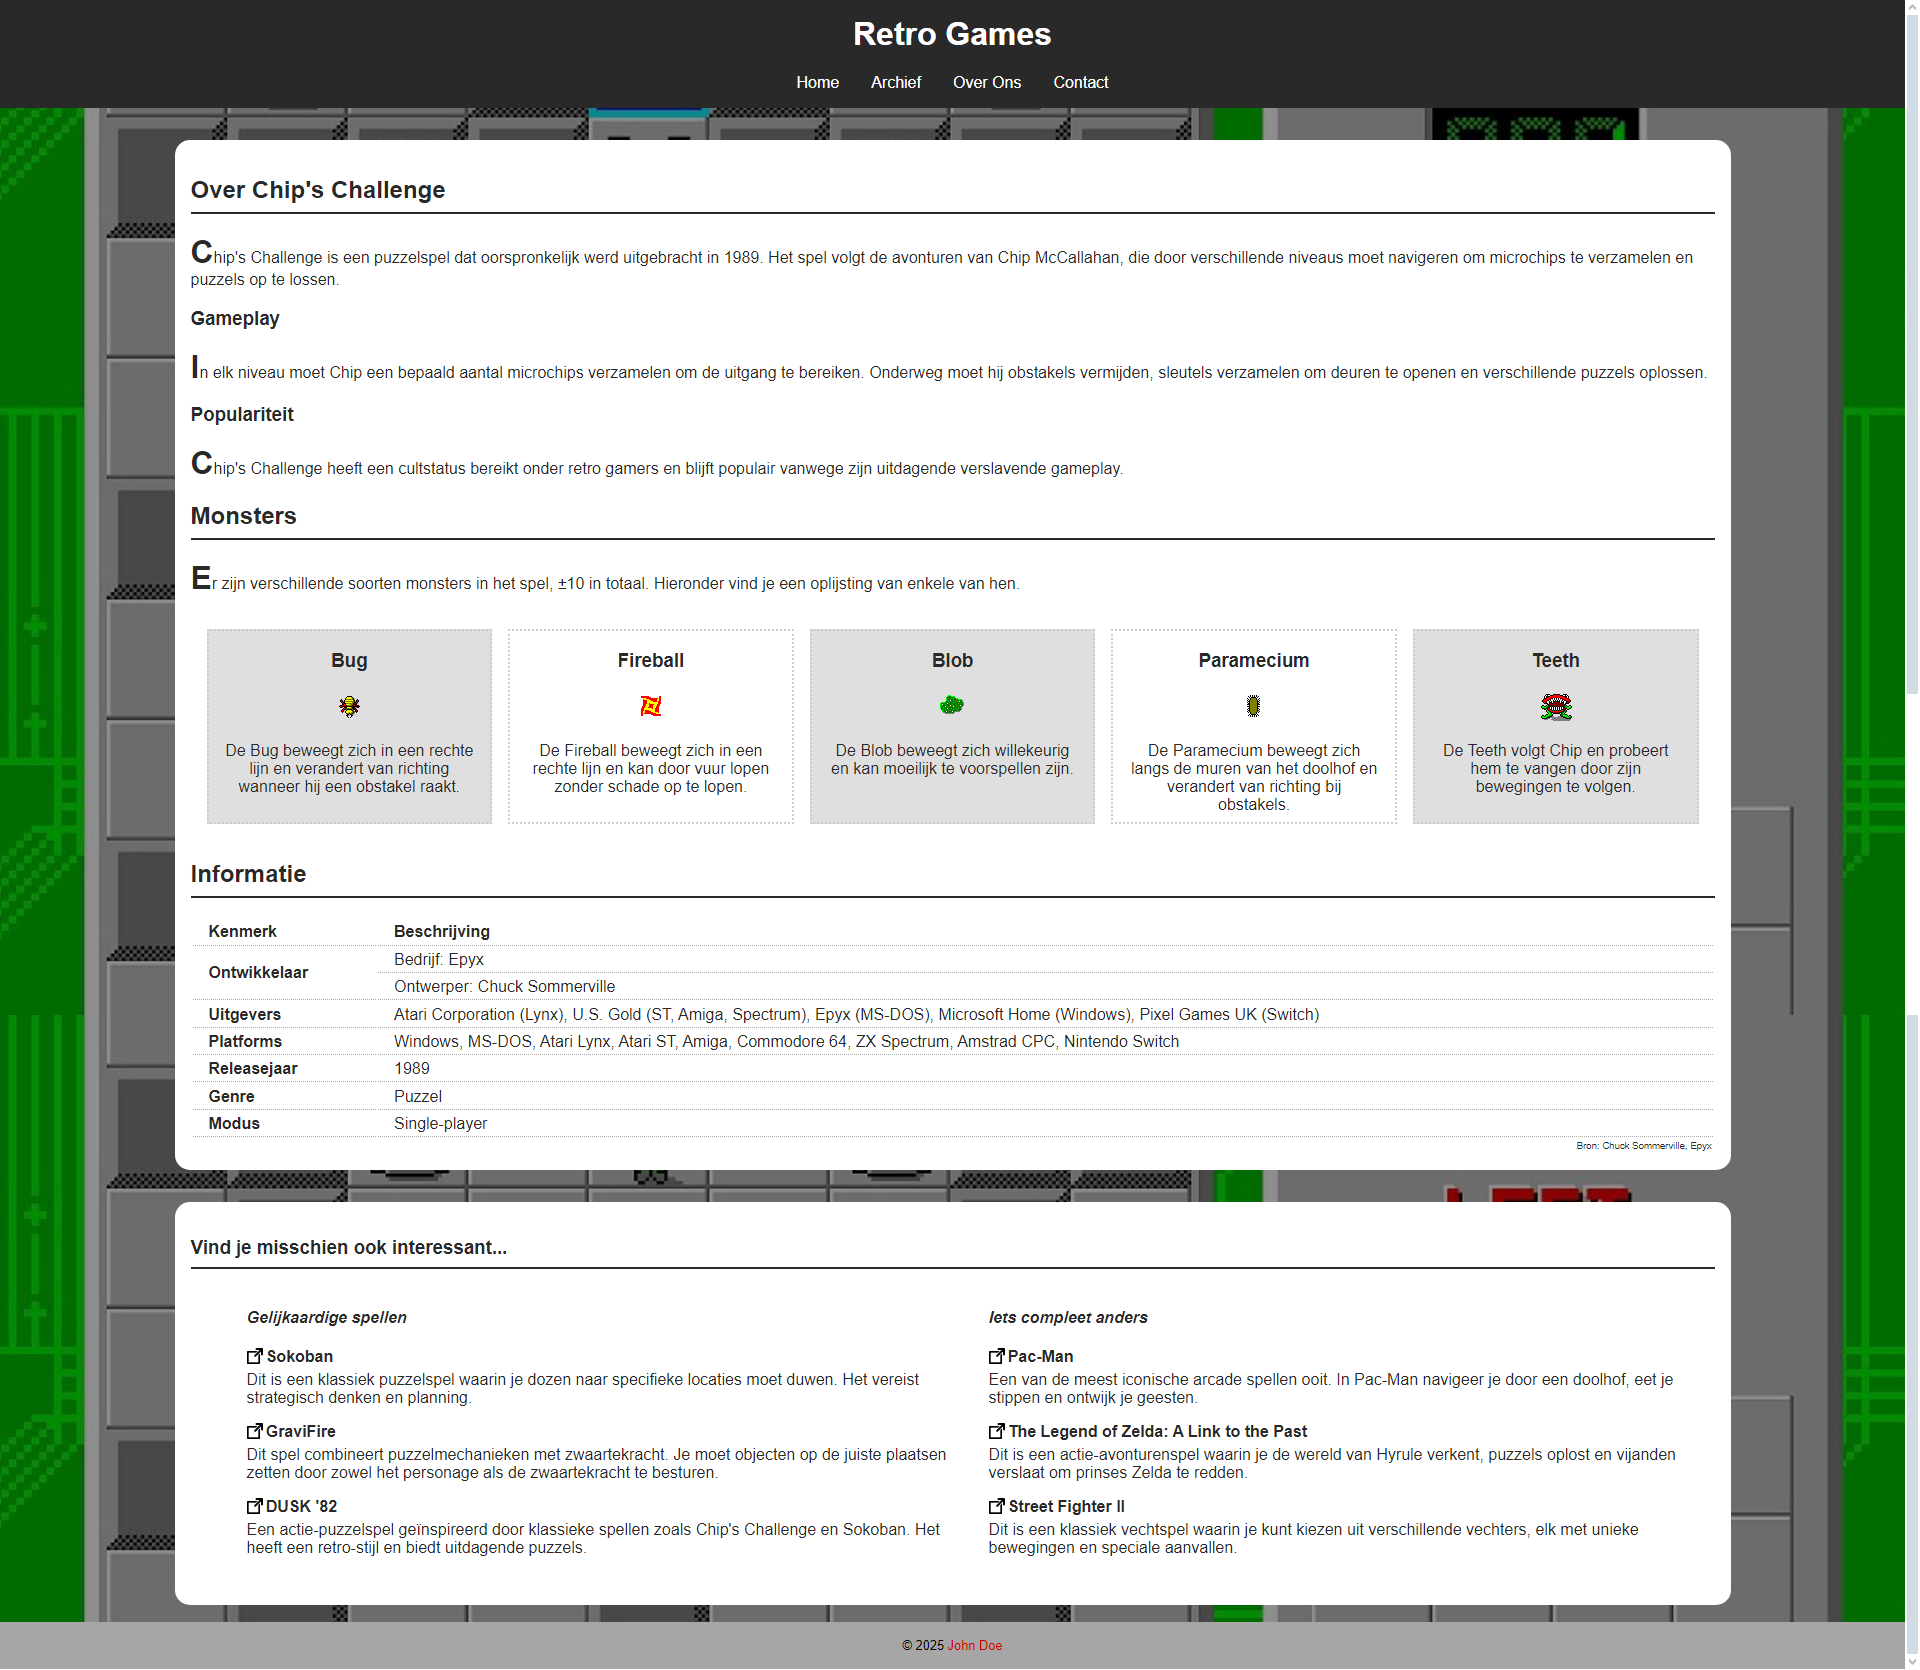 Retro Games
Home Archief Over Ons Contact
Over Chip's Challenge
Chip's Challenge is een puzzelspel dat oorspronkelijk werd uitgebracht in 1989. Het spel volgt de avonturen van Chip McCallahan, die door verschillende niveaus moet navigeren om microchips te verzamelen en
puzzels op te lossen.
Gameplay
In elk niveau moet Chip een bepaald aantal microchips verzamelen om de uitgang te bereiken. Onderweg moet hij obstakels vermijden, sleutels verzamelen om deuren te openen en verschillende puzzels oplossen.
Populariteit
Chip's Challenge heeft een cultstatus bereikt onder retro gamers en blijft populair vanwege zijn uitdagende verslavende gameplay.
Monsters
Er zijn verschillende soorten monsters in het spel, ±10 in totaal. Hieronder vind je een oplijsting van enkele van hen.
Bug
De Bug beweegt zich in een rechte
lijn en verandert van richting
wanneer hij een obstakel raakt.
Fireball
De Fireball beweegt zich in een
rechte lijn en kan door vuur lopen
zonder schade op te lopen.
Blob
De Blob beweegt zich willekeurig
en kan moeilijk te voorspellen zijn.
Paramecium
De Paramecium beweegt zich
langs de muren van het doolhof en
verandert van richting bij
obstakels.
Teeth
De Teeth volgt Chip en probeert
hem te vangen door zijn
bewegingen te volgen.
Informatie
Kenmerk Beschrijving
Ontwikkelaar Bedrijf: Epyx
Ontwerper: Chuck Sommerville
Uitgevers Atari Corporation (Lynx), U.S. Gold (ST, Amiga, Spectrum), Epyx (MS-DOS), Microsoft Home (Windows), Pixel Games UK (Switch)
Platforms Windows, MS-DOS, Atari Lynx, Atari ST, Amiga, Commodore 64, ZX Spectrum, Amstrad CPC, Nintendo Switch
Releasejaar 1989
Genre Puzzel
Modus Single-player
Bron: Chuck Sommerville, Epyx
Vind je misschien ook interessant...
Gelijkaardige spellen
Sokoban
Dit is een klassiek puzzelspel waarin je dozen naar specifieke locaties moet duwen. Het vereist
strategisch denken en planning.
GraviFire
Dit spel combineert puzzelmechanieken met zwaartekracht. Je moet objecten op de juiste plaatsen
zetten door zowel het personage als de zwaartekracht te besturen.
DUSK '82
Een actie-puzzelspel geïnspireerd door klassieke spellen zoals Chip's Challenge en Sokoban. Het
heeft een retro-stijl en biedt uitdagende puzzels.
Iets compleet anders
Pac-Man
Een van de meest iconische arcade spellen ooit. In Pac-Man navigeer je door een doolhof, eet je
stippen en ontwijk je geesten.
The Legend of Zelda: A Link to the Past
Dit is een actie-avonturenspel waarin je de wereld van Hyrule verkent, puzzels oplost en vijanden
verslaat om prinses Zelda te redden.
Street Fighter II
Dit is een klassiek vechtspel waarin je kunt kiezen uit verschillende vechters, elk met unieke
bewegingen en speciale aanvallen.
© 2025 John Doe